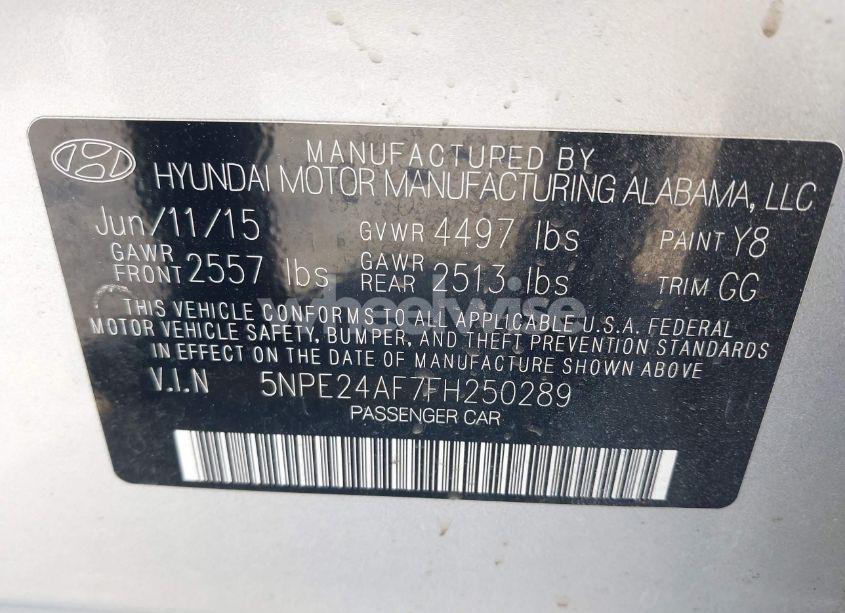 MANUFACTURED BY
HYUNDAI MOTOR MANUFACTURING ALABAMA, LLC
Jun/11/15 GVWR 4497 lbs PAINT Y8
GAWR FRONT 2557 lbs GAWR REAR 2513 lbs TRIM GG
wheelwise
THIS VEHICLE CONFORMS TO ALL APPLICABLE U.S.A. FEDERAL
MOTOR VEHICLE SAFETY, BUMPER, AND THEFT PREVENTION STANDARDS
IN EFFECT ON THE DATE OF MANUFACTURE SHOWN ABOVE
V.I.N 5NPE24AF7FH250289
PASSENGER CAR